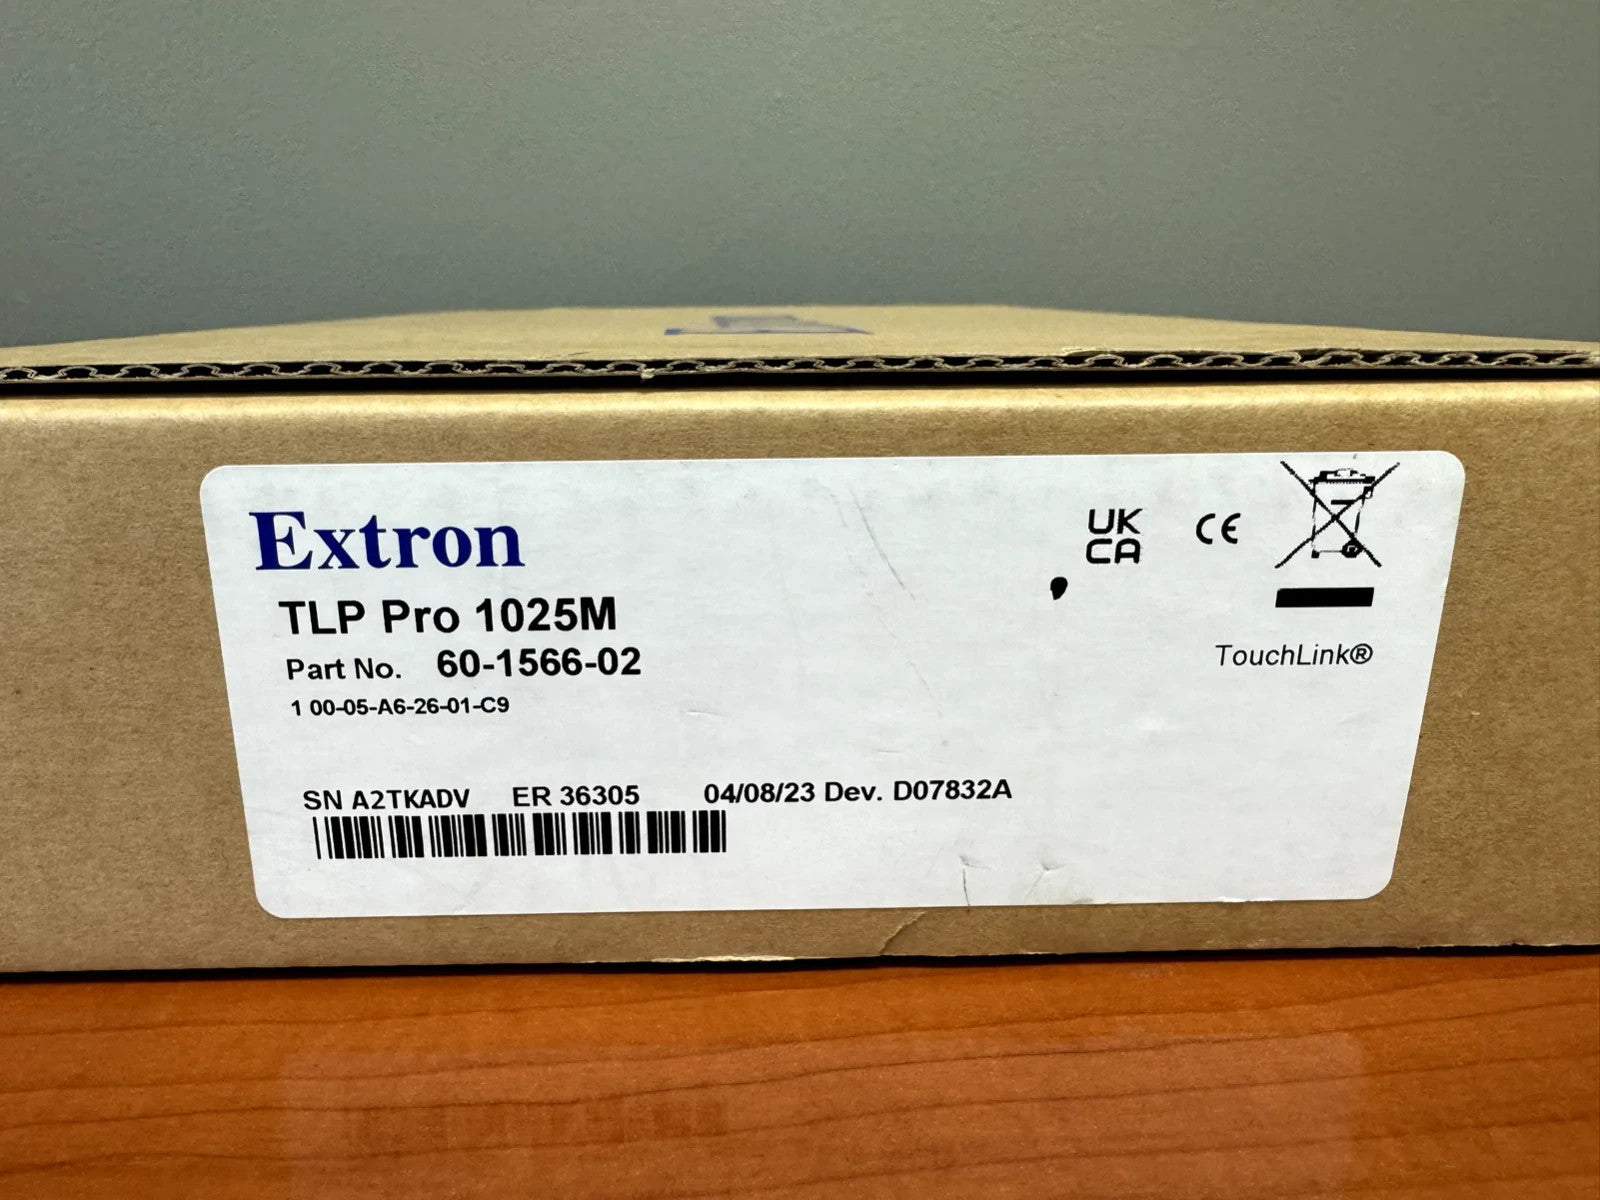 Extron
TLP Pro 1025M
Part No. 60-1566-02
1 00-05-A6-26-01-C9
SN A2TKADV ER 36305 04/08/23 Dev. D07832A
UK
CA
CE
TouchLink®